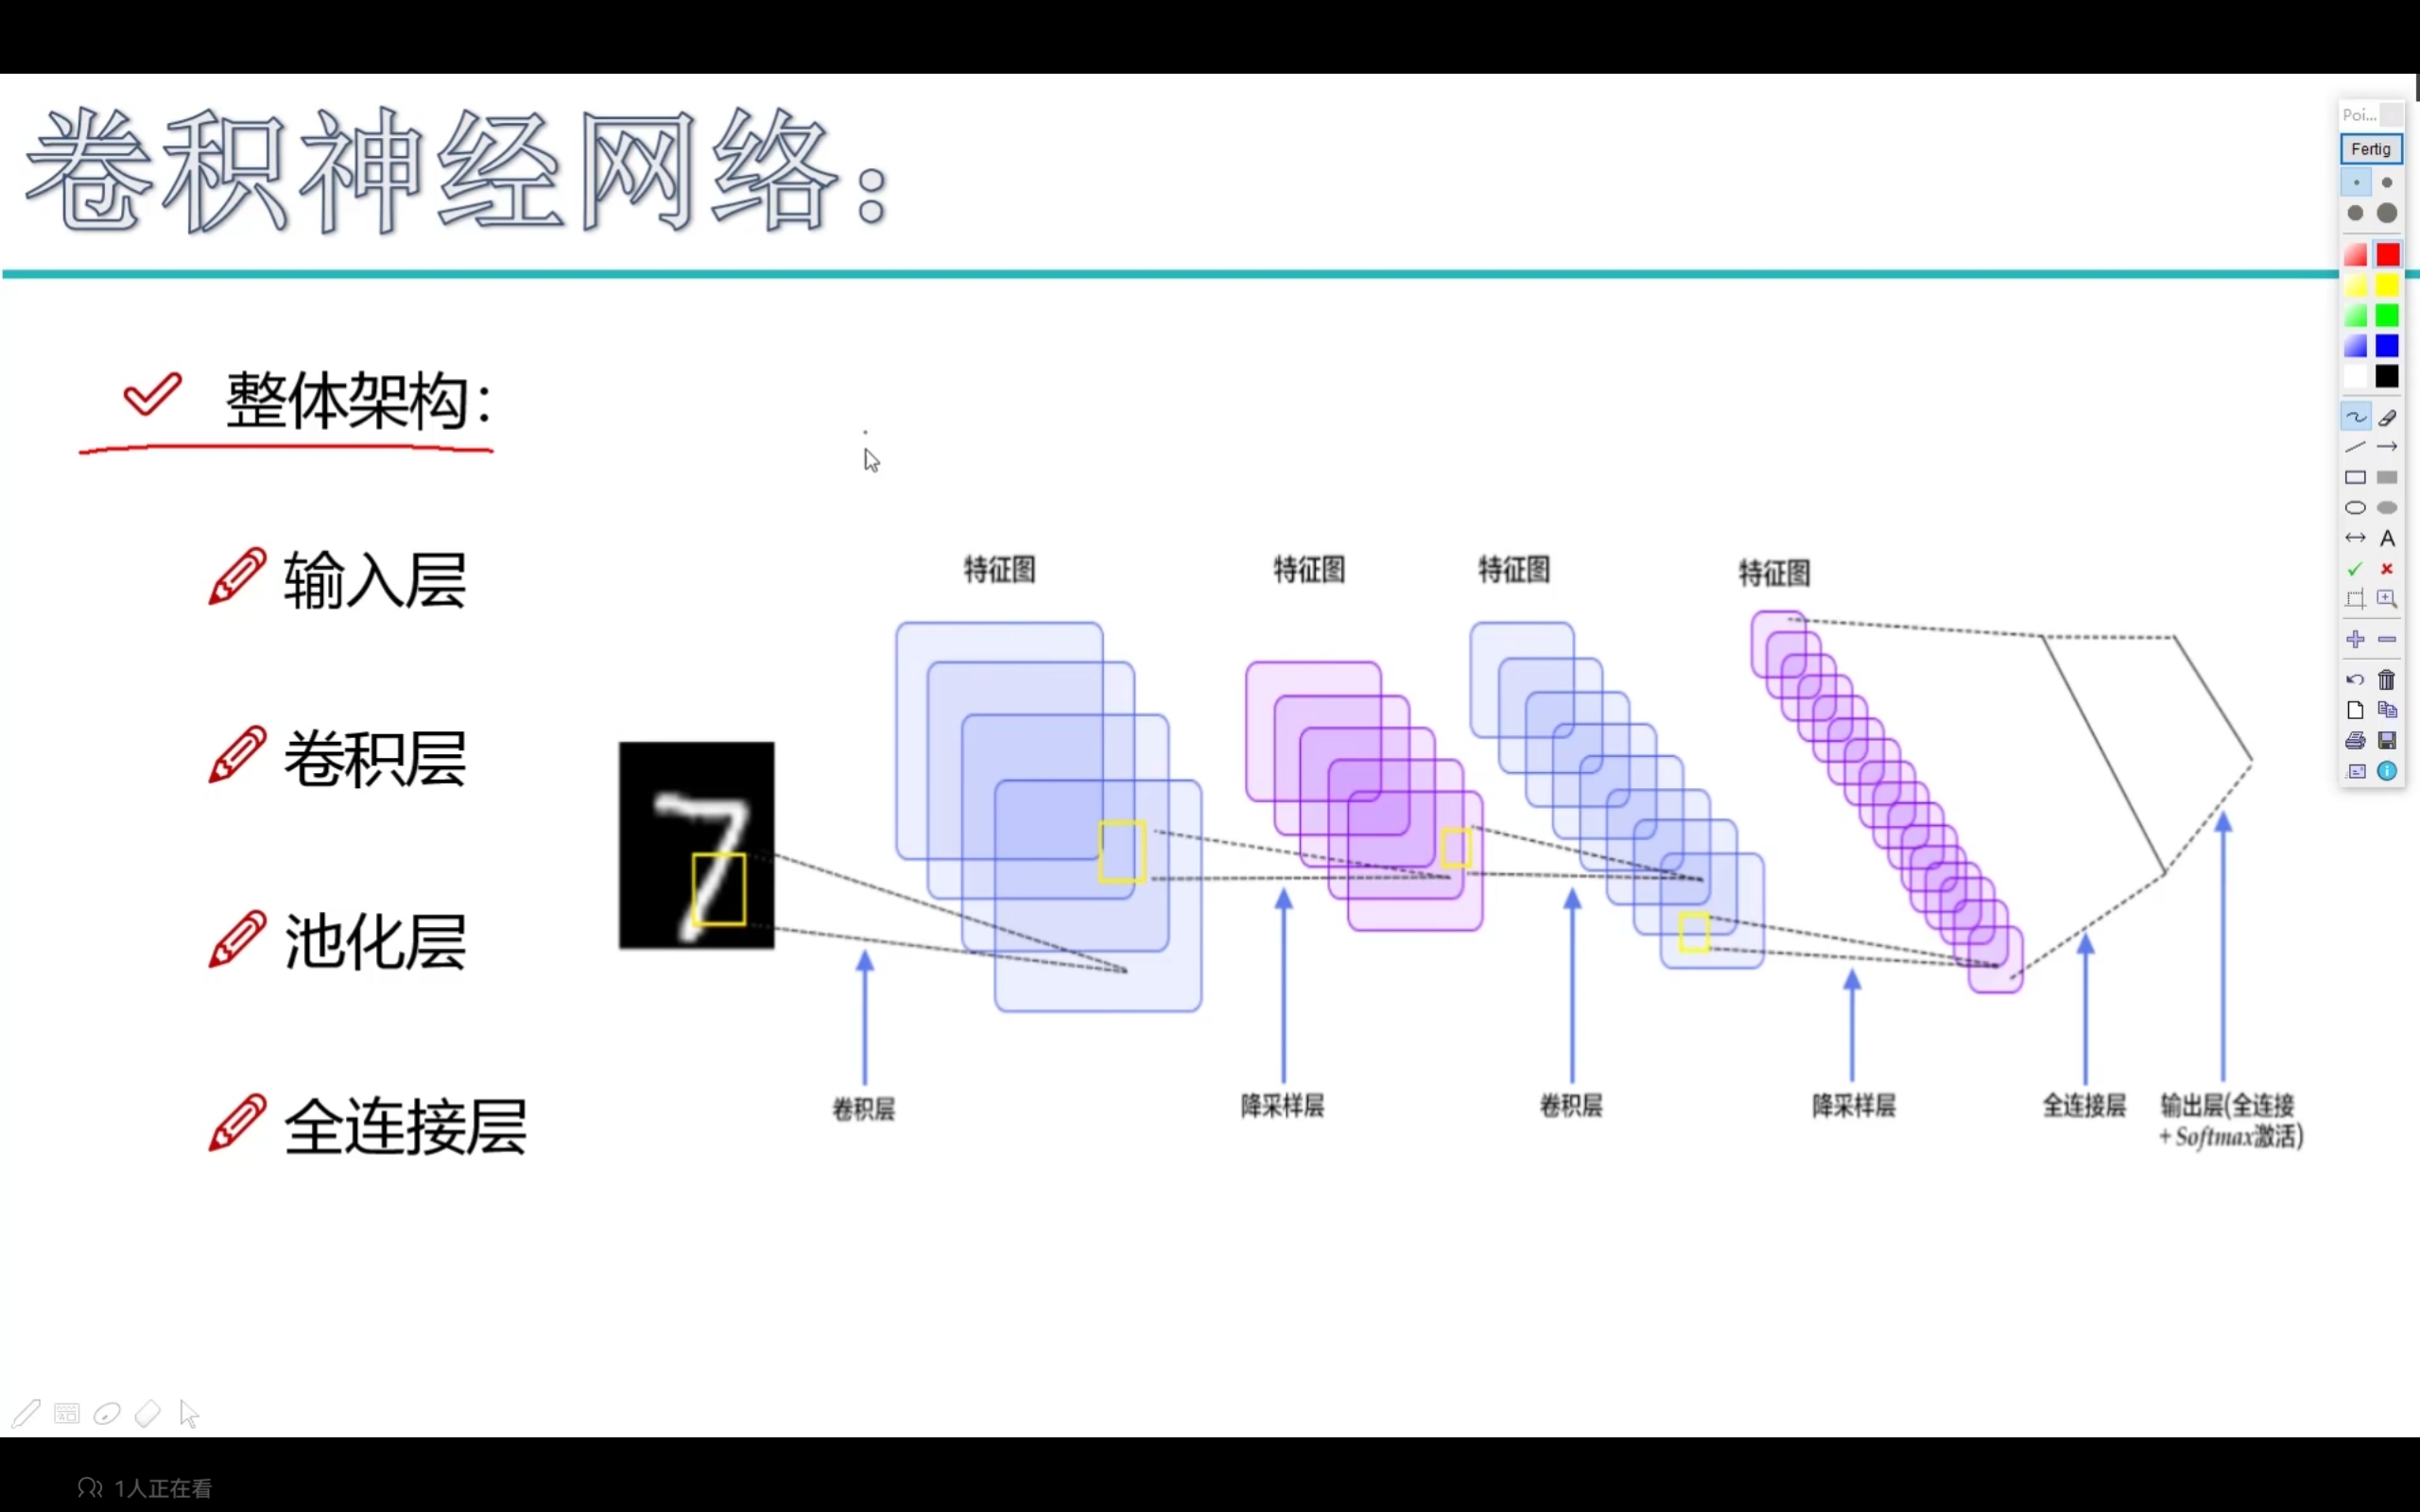 卷积神经网络：
Poi...
Fertig
整体架构：
输入层
卷积层
池化层
全连接层
特征图
特征图
特征图
特征图
7
卷积层
降采样层
卷积层
降采样层
全连接层
输出层(全连接
+Softmax激活)
A
1人正在看